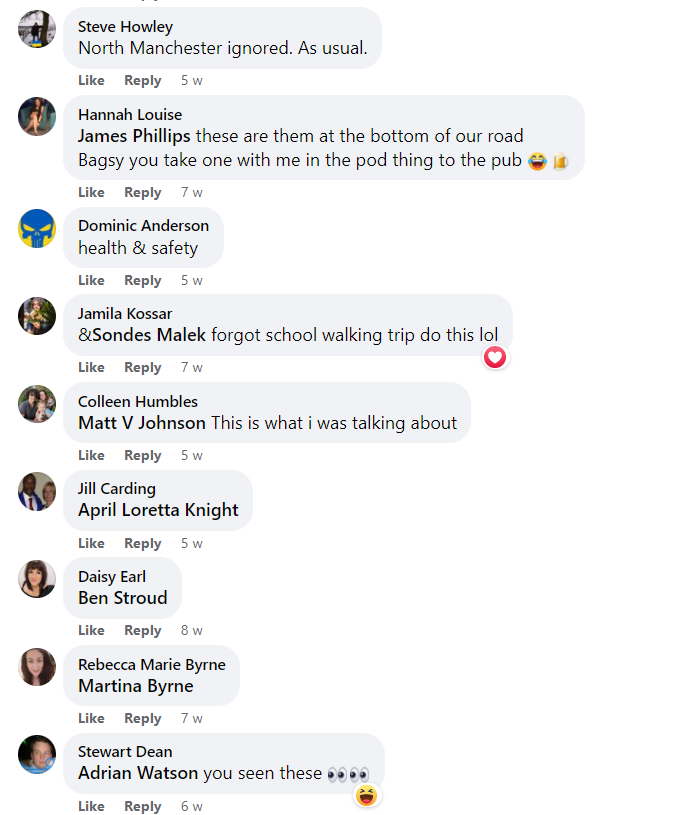 Steve Howley
North Manchester ignored. As usual.
Like Reply 5 w
Hannah Louise
James Phillips these are them at the bottom of our road
Bagsy you take one with me in the pod thing to the pub 😂 🍺
Like Reply 7 w
Dominic Anderson
health & safety
Like Reply 5 w
Jamila Kossar
&Sondes Malek forgot school walking trip do this lol
Like Reply 7 w
Colleen Humbles
Matt V Johnson This is what i was talking about
Like Reply 5 w
Jill Carding
April Loretta Knight
Like Reply 5 w
Daisy Earl
Ben Stroud
Like Reply 8 w
Rebecca Marie Byrne
Martina Byrne
Like Reply 7 w
Stewart Dean
Adrian Watson you seen these 👀👀
Like Reply 6 w